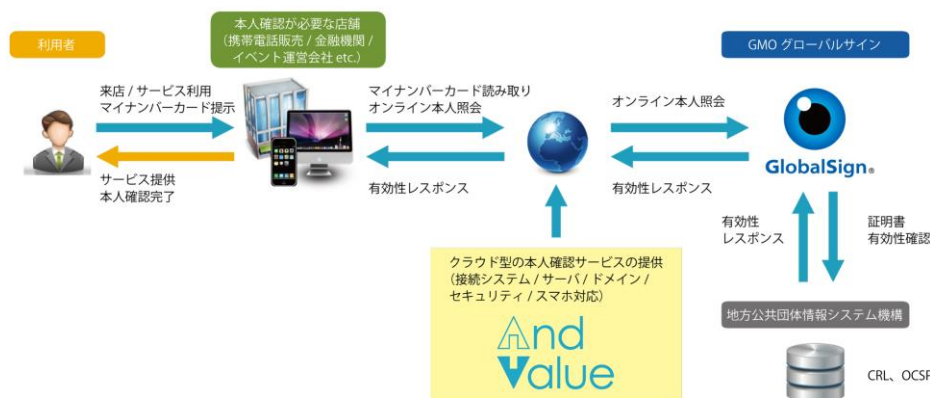 利用者
本人確認が必要な店舗
（携帯電話販売 / 金融機関 /
イベント運営会社 etc.）
GMO グローバルサイン
来店 / サービス利用
マイナンバーカード提示
マイナンバーカード読み取り
オンライン本人照会
オンライン本人照会
サービス提供
本人確認完了
有効性レスポンス
有効性レスポンス
GlobalSign®
有効性
レスポンス
証明書
有効性確認
クラウド型の本人確認サービスの提供
（接続システム / サーバ / ドメイン /
セキュリティ / スマホ対応）
And
Value
地方公共団体情報システム機構
CRL、OCSP